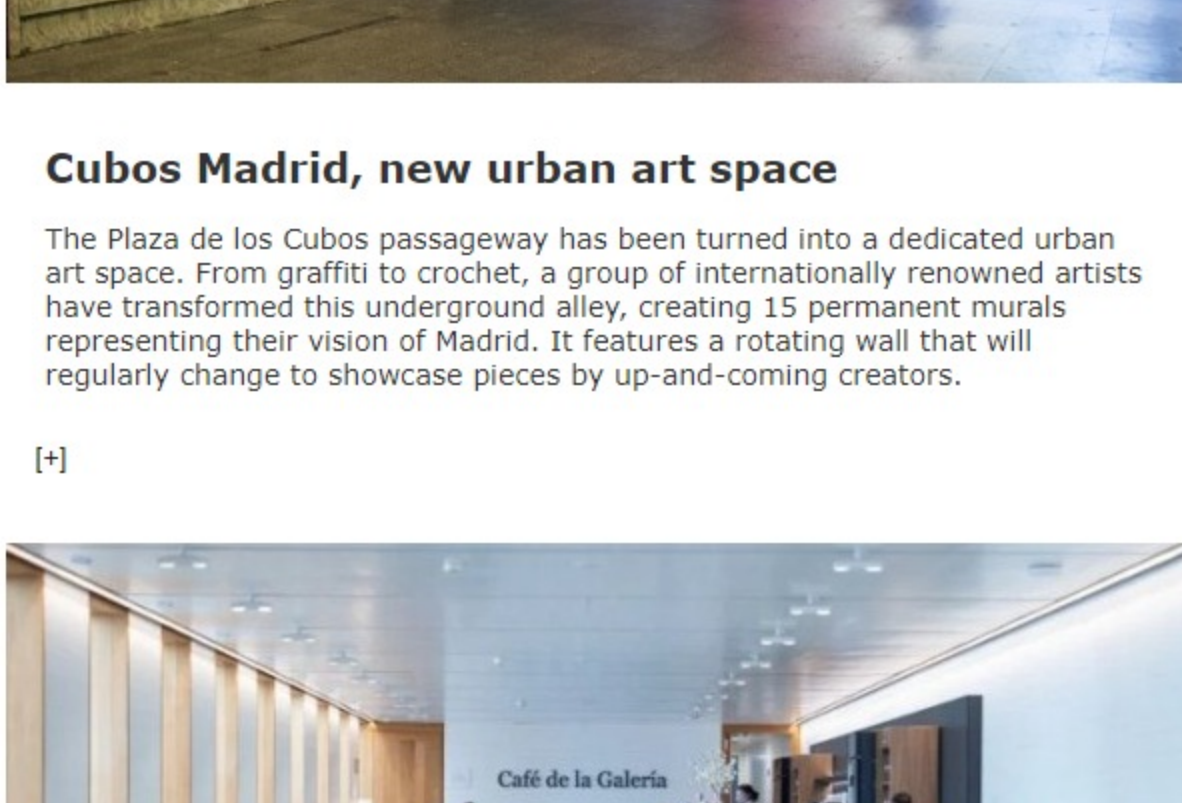 Cubos Madrid, new urban art space
The Plaza de los Cubos passageway has been turned into a dedicated urban
art space. From graffiti to crochet, a group of internationally renowned artists
have transformed this underground alley, creating 15 permanent murals
representing their vision of Madrid. It features a rotating wall that will
regularly change to showcase pieces by up-and-coming creators.
[+]
Café de la Galería